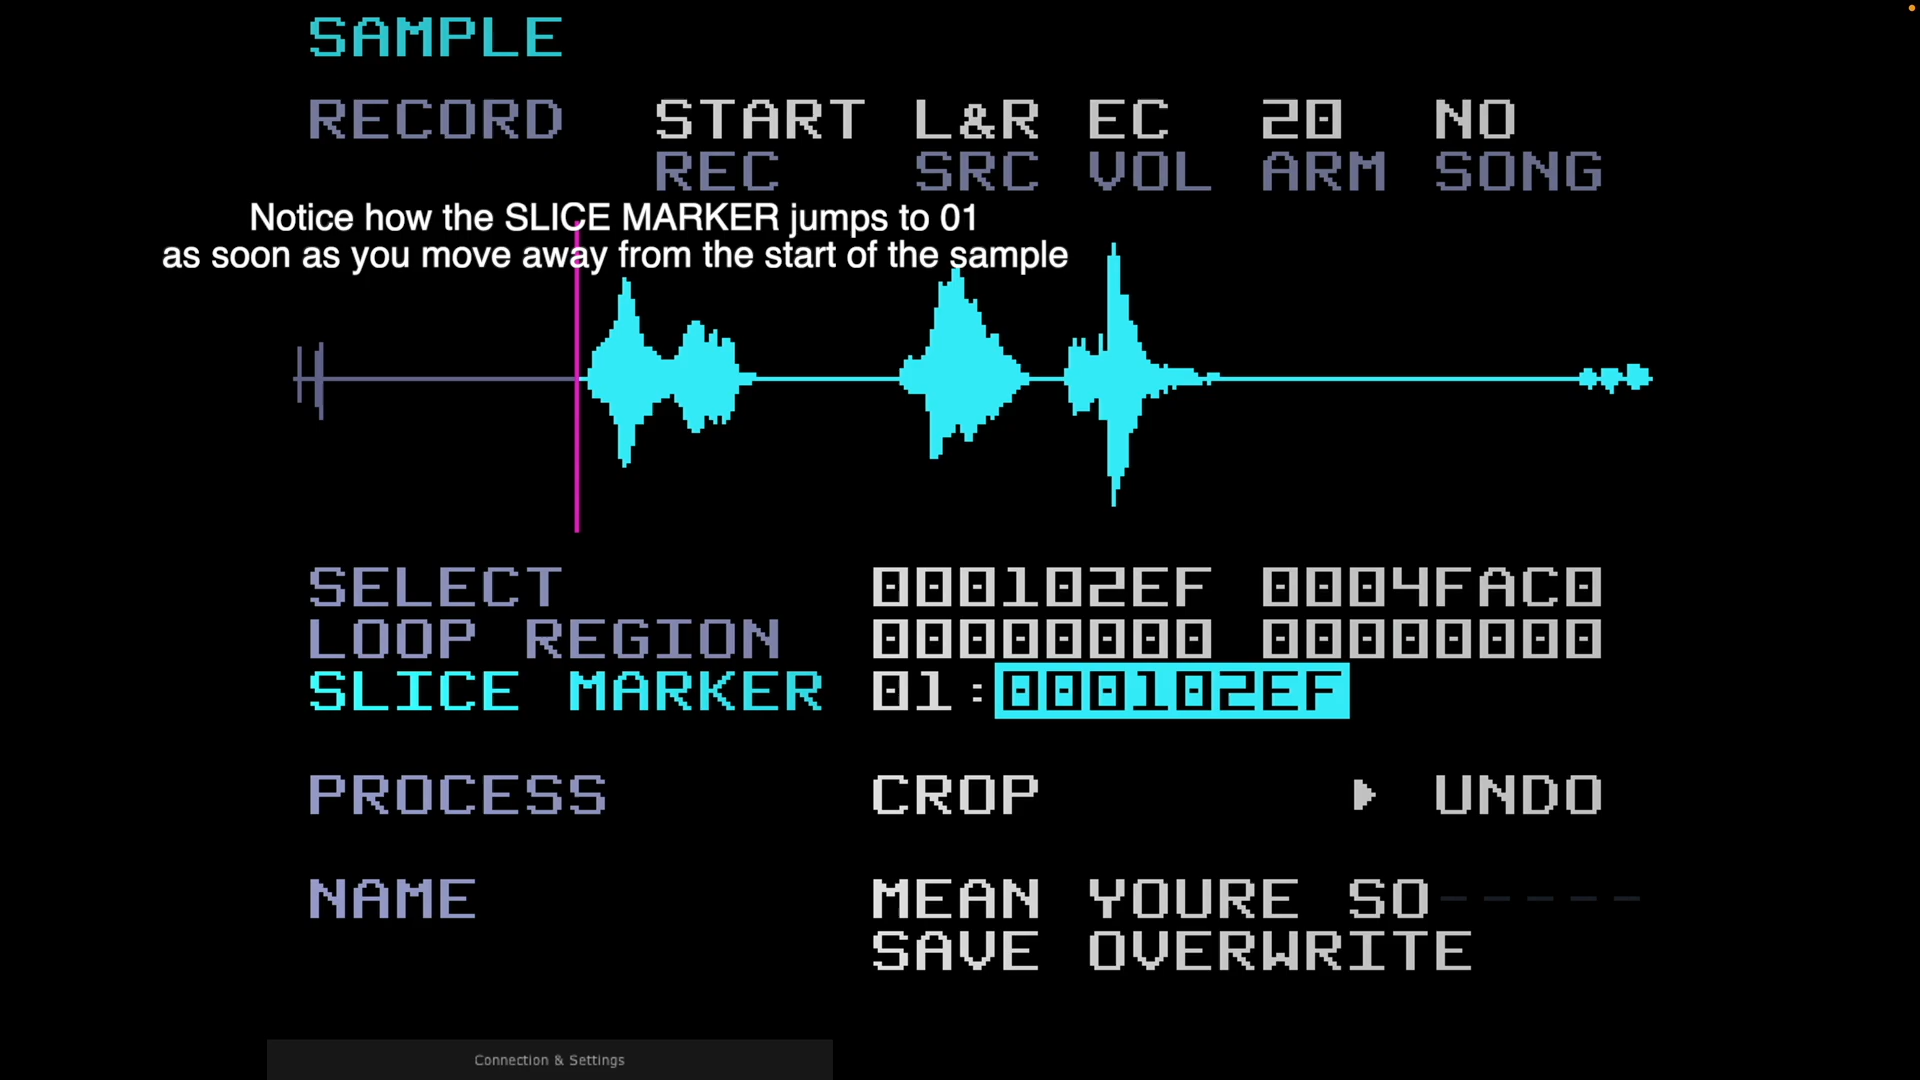 SAMPLE
RECORD START L&R EC 20 NO
REC SRC VOL ARM SONG
Notice how the SLICE MARKER jumps to 01
as soon as you move away from the start of the sample
SELECT 000102EF 0004FAC0
LOOP REGION 00000000 00000000
SLICE MARKER 01:000102EF
PROCESS CROP UNDO
NAME MEAN YOURE SO-----
SAVE OVERWRITE
Connection & Settings